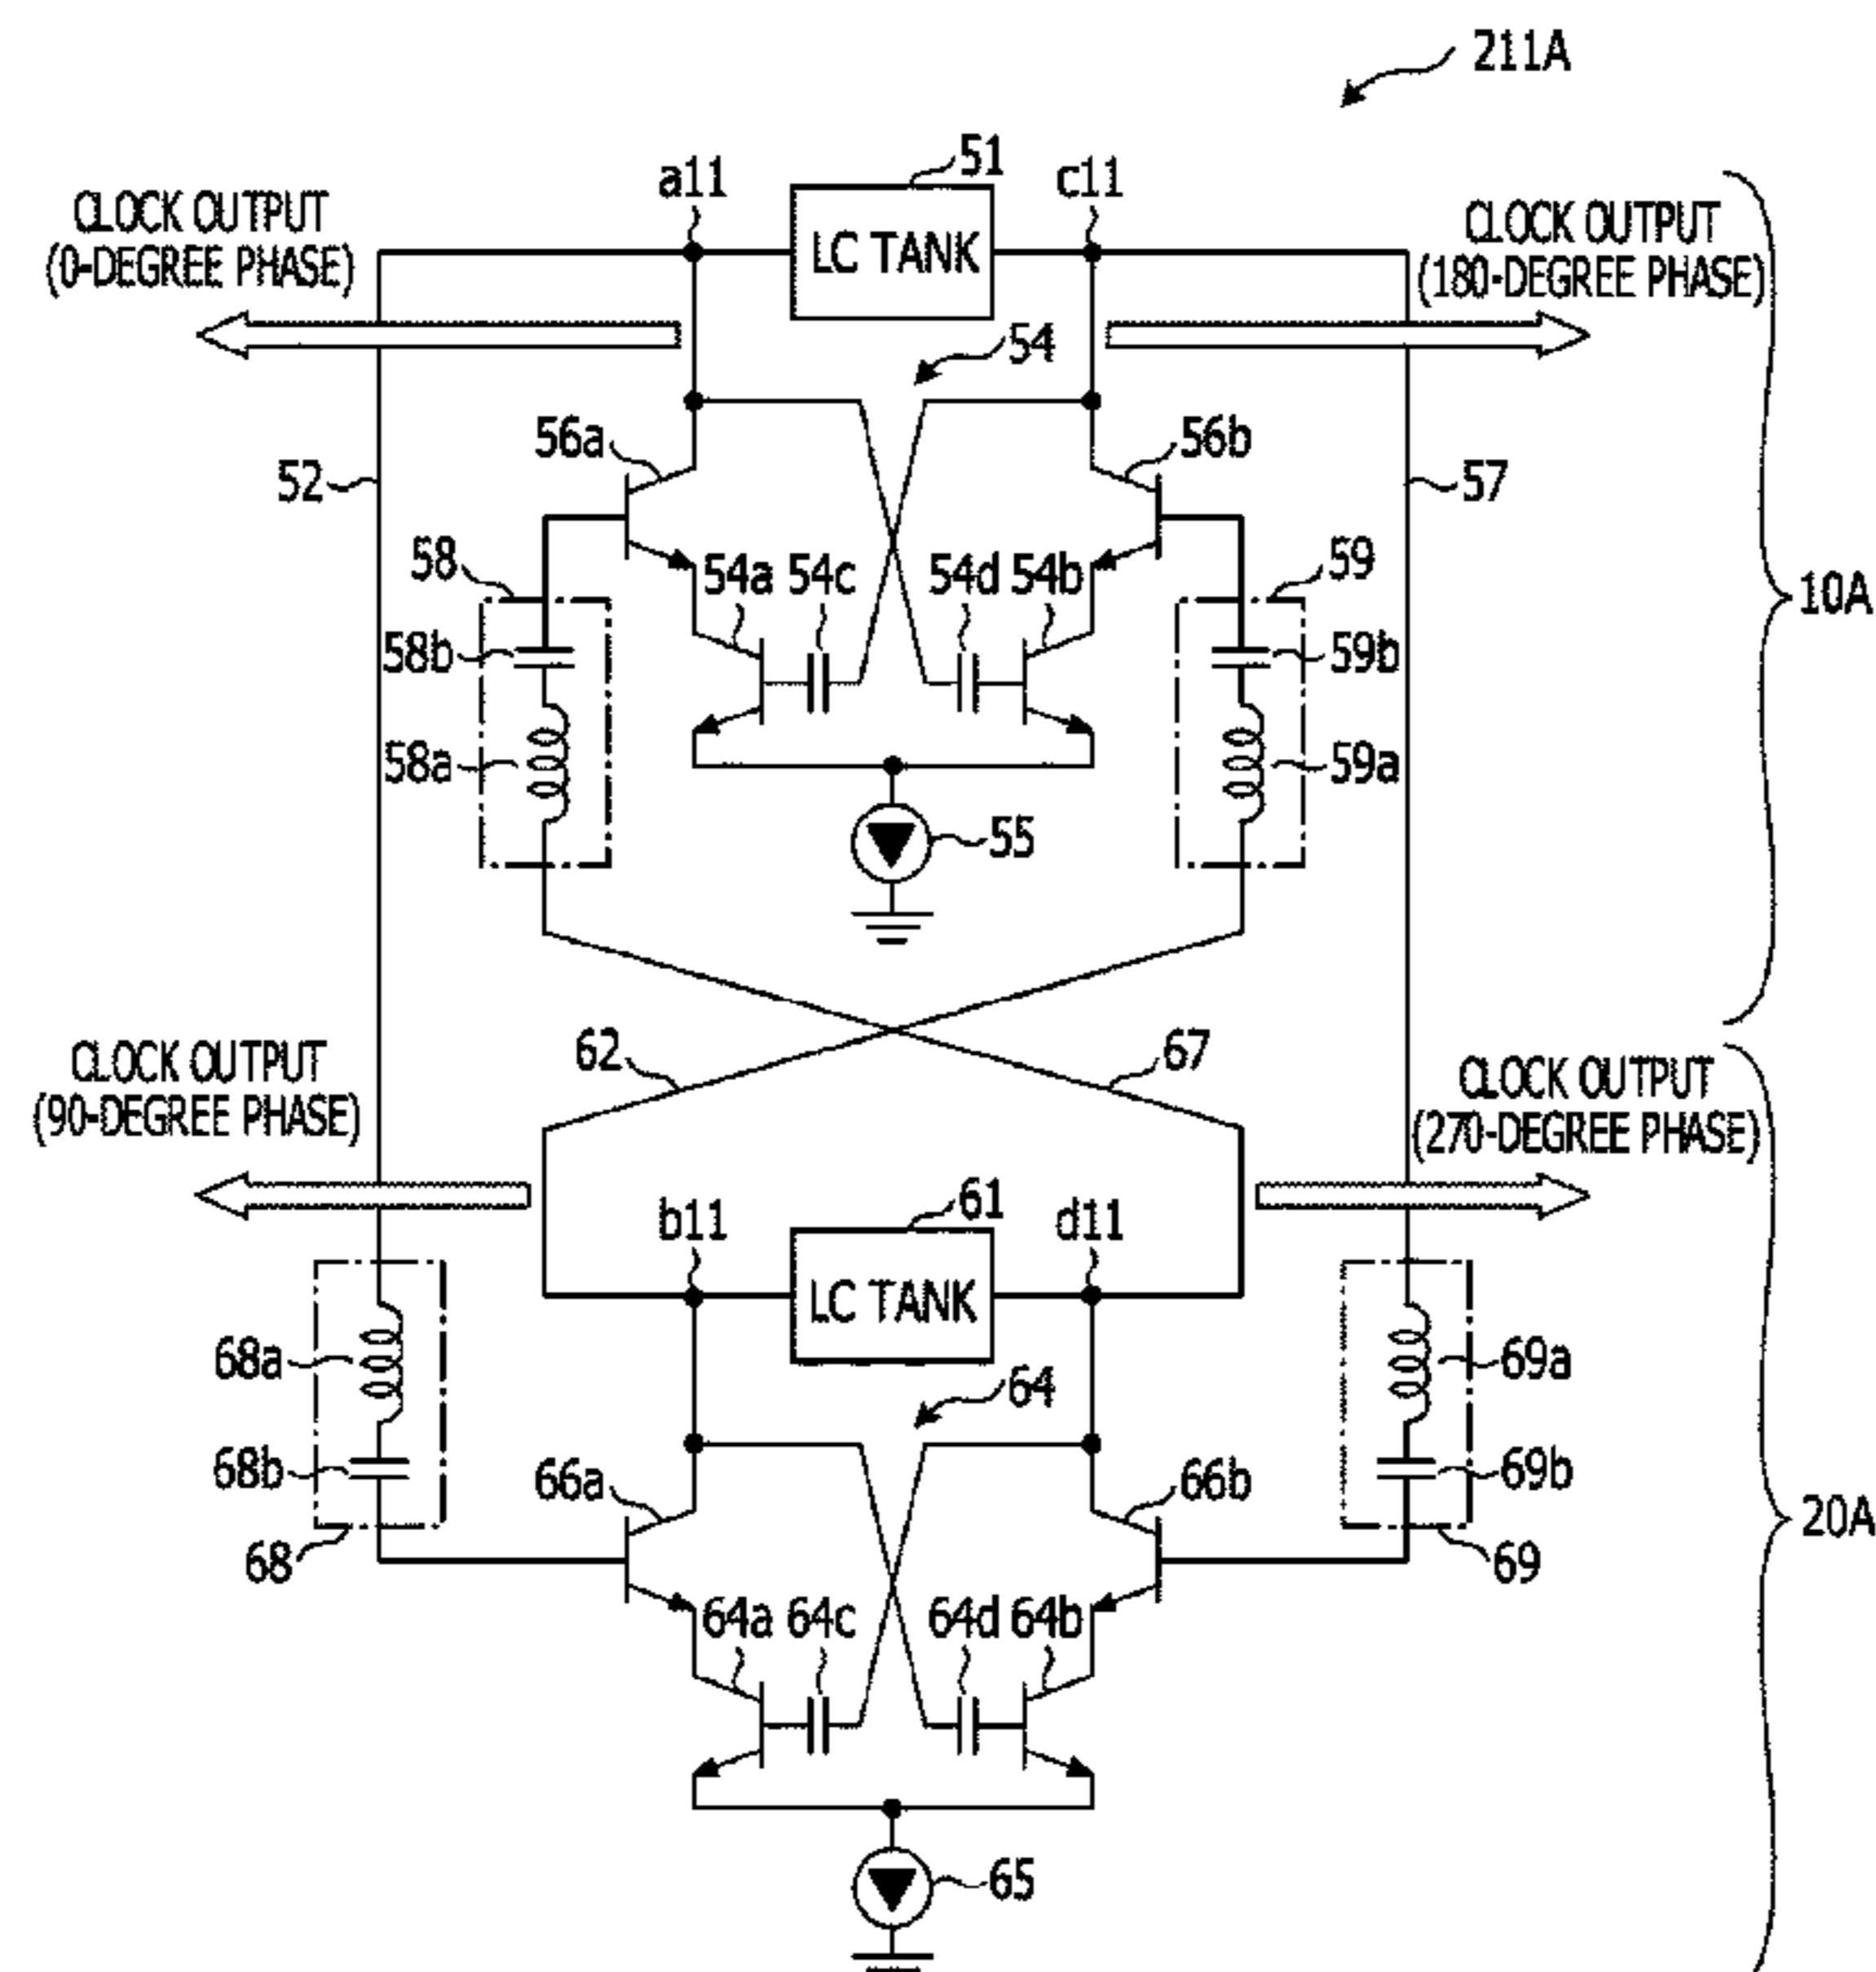 211A
51
a11
c11
CLOCK OUTPUT
(0-DEGREE PHASE)
LC TANK
CLOCK OUTPUT
(180-DEGREE PHASE)
54
56a
56b
52
57
58
54a
54c
54d
54b
59
10A
58b
59b
58a
59a
55
62
67
CLOCK OUTPUT
(90-DEGREE PHASE)
CLOCK OUTPUT
(270-DEGREE PHASE)
61
b11
d11
LC TANK
68a
69a
64
68b
66a
66b
69b
20A
68
69
64a
64c
64d
64b
65